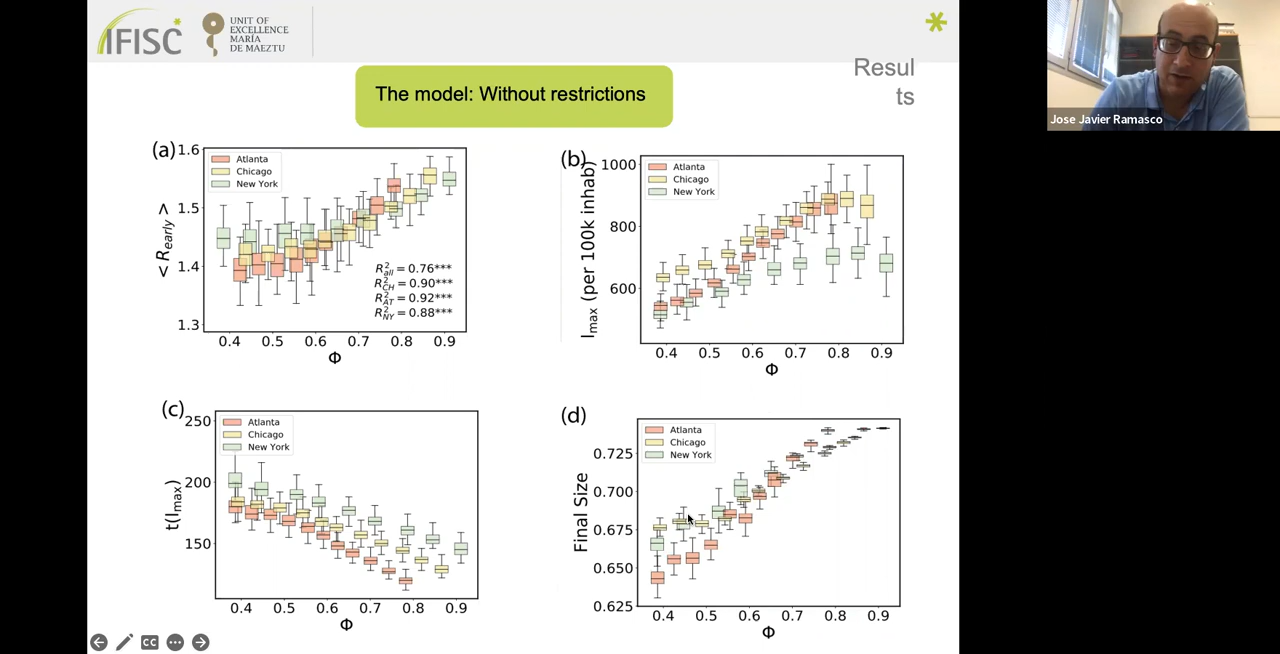 IFISC
UNIT OF
EXCELLENCE
MARÍA
DE MAEZTU
Resul
ts
The model: Without restrictions
Jose Javier Ramasco
(a)
1.6
1.5
1.4
1.3
< R_early >
Atlanta
Chicago
New York
R²_all = 0.76***
R²_CH = 0.90***
R²_AT = 0.92***
R²_NY = 0.88***
0.4 0.5 0.6 0.7 0.8 0.9
Φ
(b)
1000
800
600
I_max (per 100k inhab)
Atlanta
Chicago
New York
0.4 0.5 0.6 0.7 0.8 0.9
Φ
(c)
250
200
150
t(I_max)
Atlanta
Chicago
New York
0.4 0.5 0.6 0.7 0.8 0.9
Φ
(d)
0.725
0.700
0.675
0.650
0.625
Final Size
Atlanta
Chicago
New York
0.4 0.5 0.6 0.7 0.8 0.9
Φ
CC